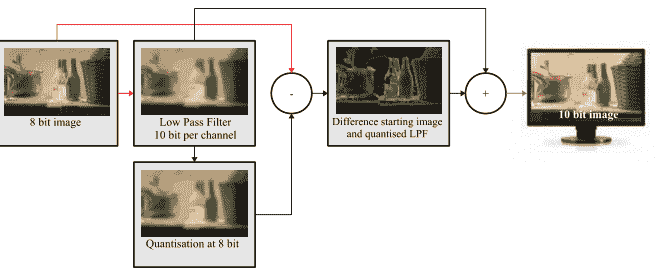 8 bit image
Low Pass Filter
10 bit per channel
-
Difference starting image
and quantised LPF
+
10 bit image
Quantisation at 8 bit